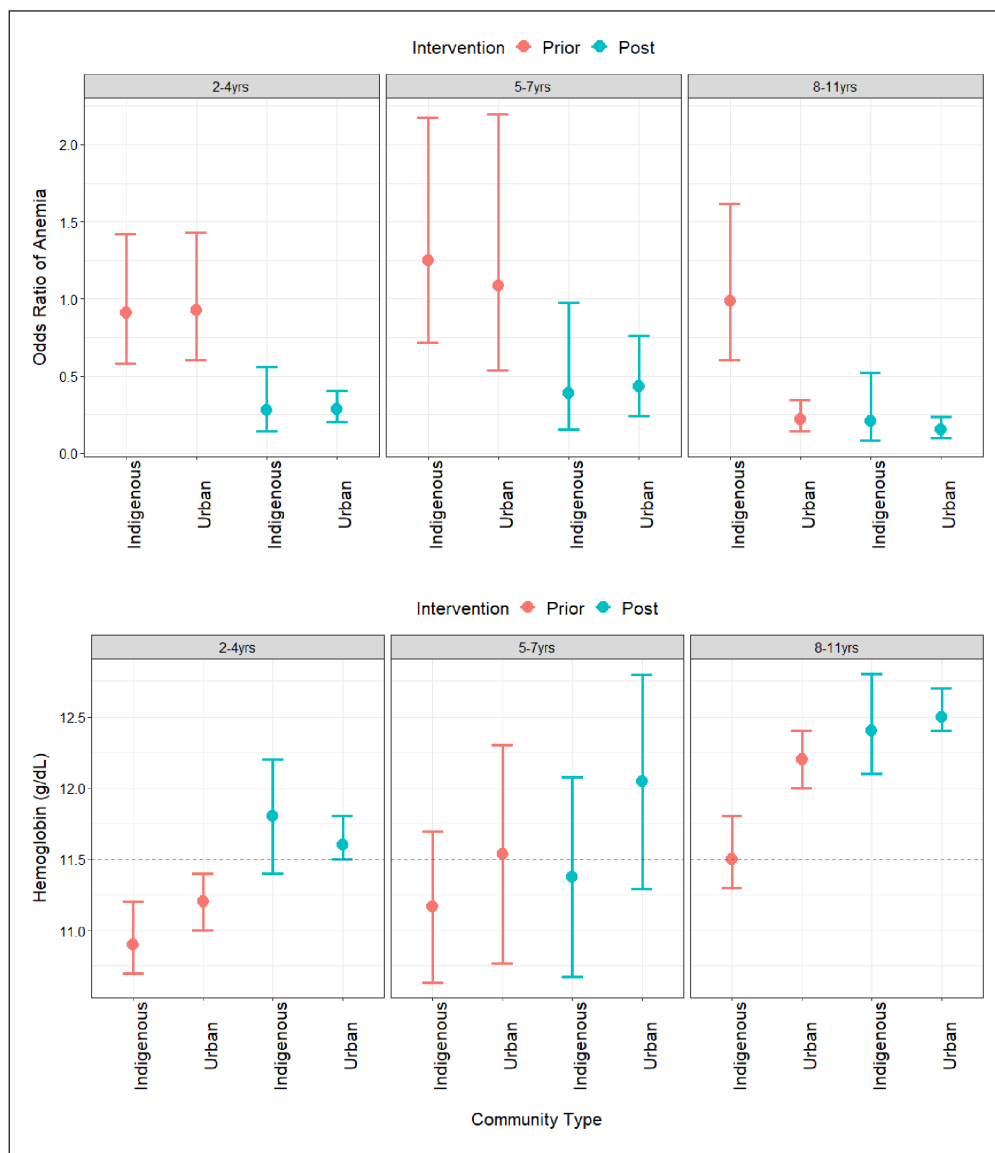 Intervention Prior Post
2-4yrs 5-7yrs 8-11yrs
Odds Ratio of Anemia
2.0
1.5
1.0
0.5
0.0
Indigenous Urban Indigenous Urban Indigenous Urban Indigenous Urban Indigenous Urban Indigenous Urban
Intervention Prior Post
2-4yrs 5-7yrs 8-11yrs
Hemoglobin (g/dL)
12.5
12.0
11.5
11.0
Indigenous Urban Indigenous Urban Indigenous Urban Indigenous Urban Indigenous Urban Indigenous Urban
Community Type